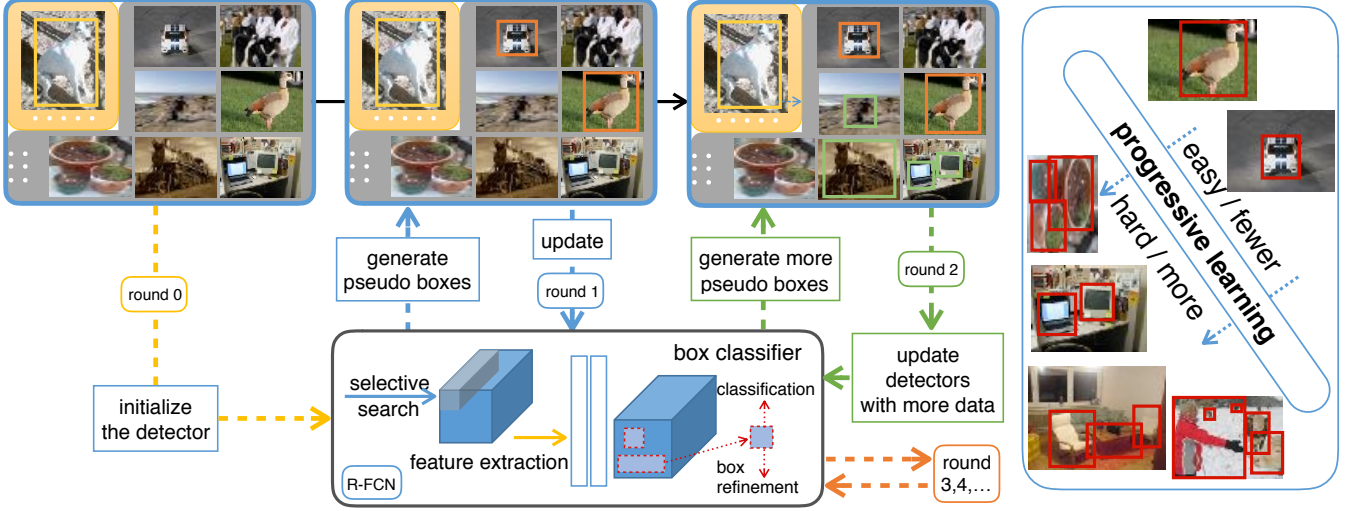 round 0
initialize
the detector
generate
pseudo boxes
update
round 1
generate more
pseudo boxes
round 2
update
detectors
with more data
box classifier
selective
search
feature extraction
classification
box
refinement
R-FCN
round
3,4,...
progressive learning
easy / fewer
hard / more